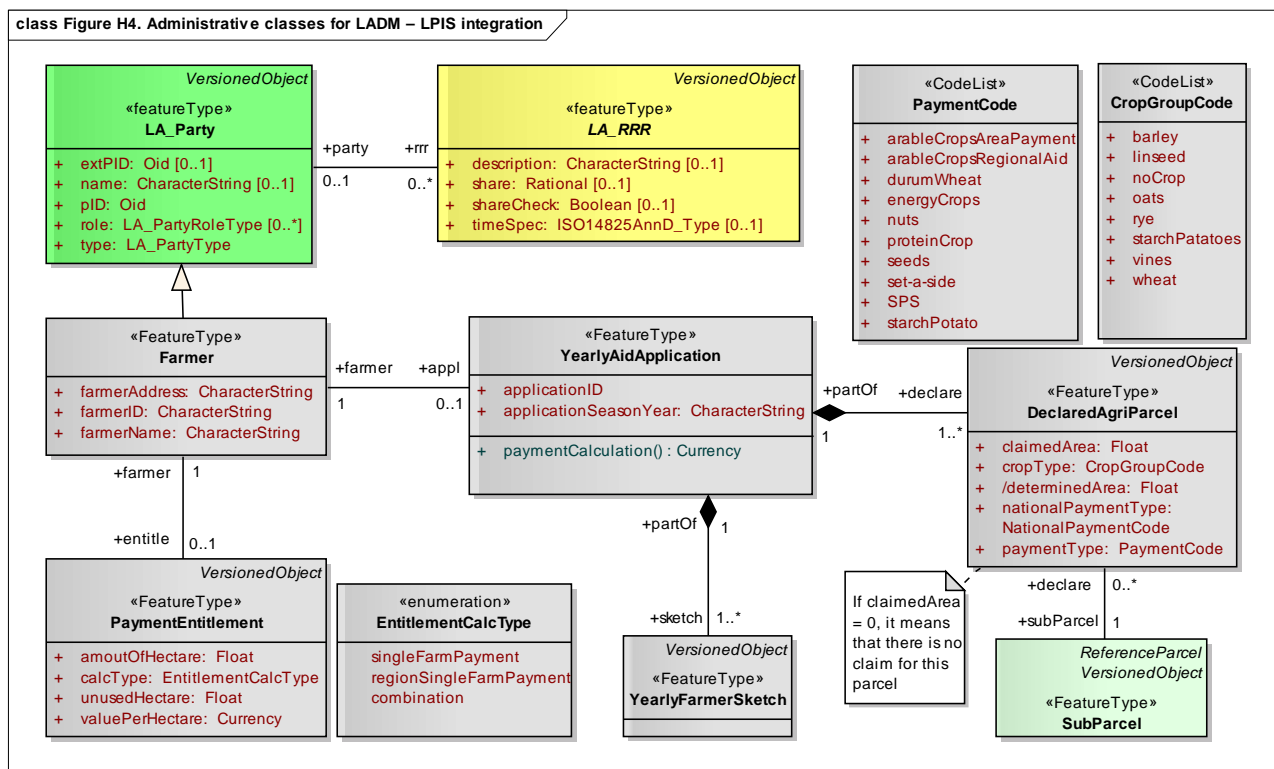 class Figure H4. Administrative classes for LADM – LPIS integration
VersionedObject
«featureType»
LA_Party
+ extPID: Oid [0..1]
+ name: CharacterString [0..1]
+ pID: Oid
+ role: LA_PartyRoleType [0..*]
+ type: LA_PartyType
+party
0..1
+rrr
0..*
VersionedObject
«featureType»
LA_RRR
+ description: CharacterString [0..1]
+ share: Rational [0..1]
+ shareCheck: Boolean [0..1]
+ timeSpec: ISO14825AnnD_Type [0..1]
«CodeList»
PaymentCode
+ arableCropsAreaPayment
+ arableCropsRegionalAid
+ durumWheat
+ energyCrops
+ nuts
+ proteinCrop
+ seeds
+ set-a-side
+ SPS
+ starchPotato
«CodeList»
CropGroupCode
+ barley
+ linseed
+ noCrop
+ oats
+ rye
+ starchPatatoes
+ vines
+ wheat
«FeatureType»
Farmer
+ farmerAddress: CharacterString
+ farmerID: CharacterString
+ farmerName: CharacterString
+farmer
1
+appl
0..1
«FeatureType»
YearlyAidApplication
+ applicationID
+ applicationSeasonYear: CharacterString
+ paymentCalculation() : Currency
+partOf
1
+declare
1..*
VersionedObject
«FeatureType»
DeclaredAgriParcel
+ claimedArea: Float
+ cropType: CropGroupCode
+ /determinedArea: Float
+ nationalPaymentType:
NationalPaymentCode
+ paymentType: PaymentCode
+farmer
1
+entitle
0..1
VersionedObject
«FeatureType»
PaymentEntitlement
+ amoutOfHectare: Float
+ calcType: EntitlementCalcType
+ unusedHectare: Float
+ valuePerHectare: Currency
«enumeration»
EntitlementCalcType
singleFarmPayment
regionSingleFarmPayment
combination
+partOf
1
+sketch
1..*
VersionedObject
«FeatureType»
YearlyFarmerSketch
If claimedArea
= 0, it means
that there is no
claim for this
parcel
+declare
0..*
+subParcel
1
ReferenceParcel
VersionedObject
«FeatureType»
SubParcel